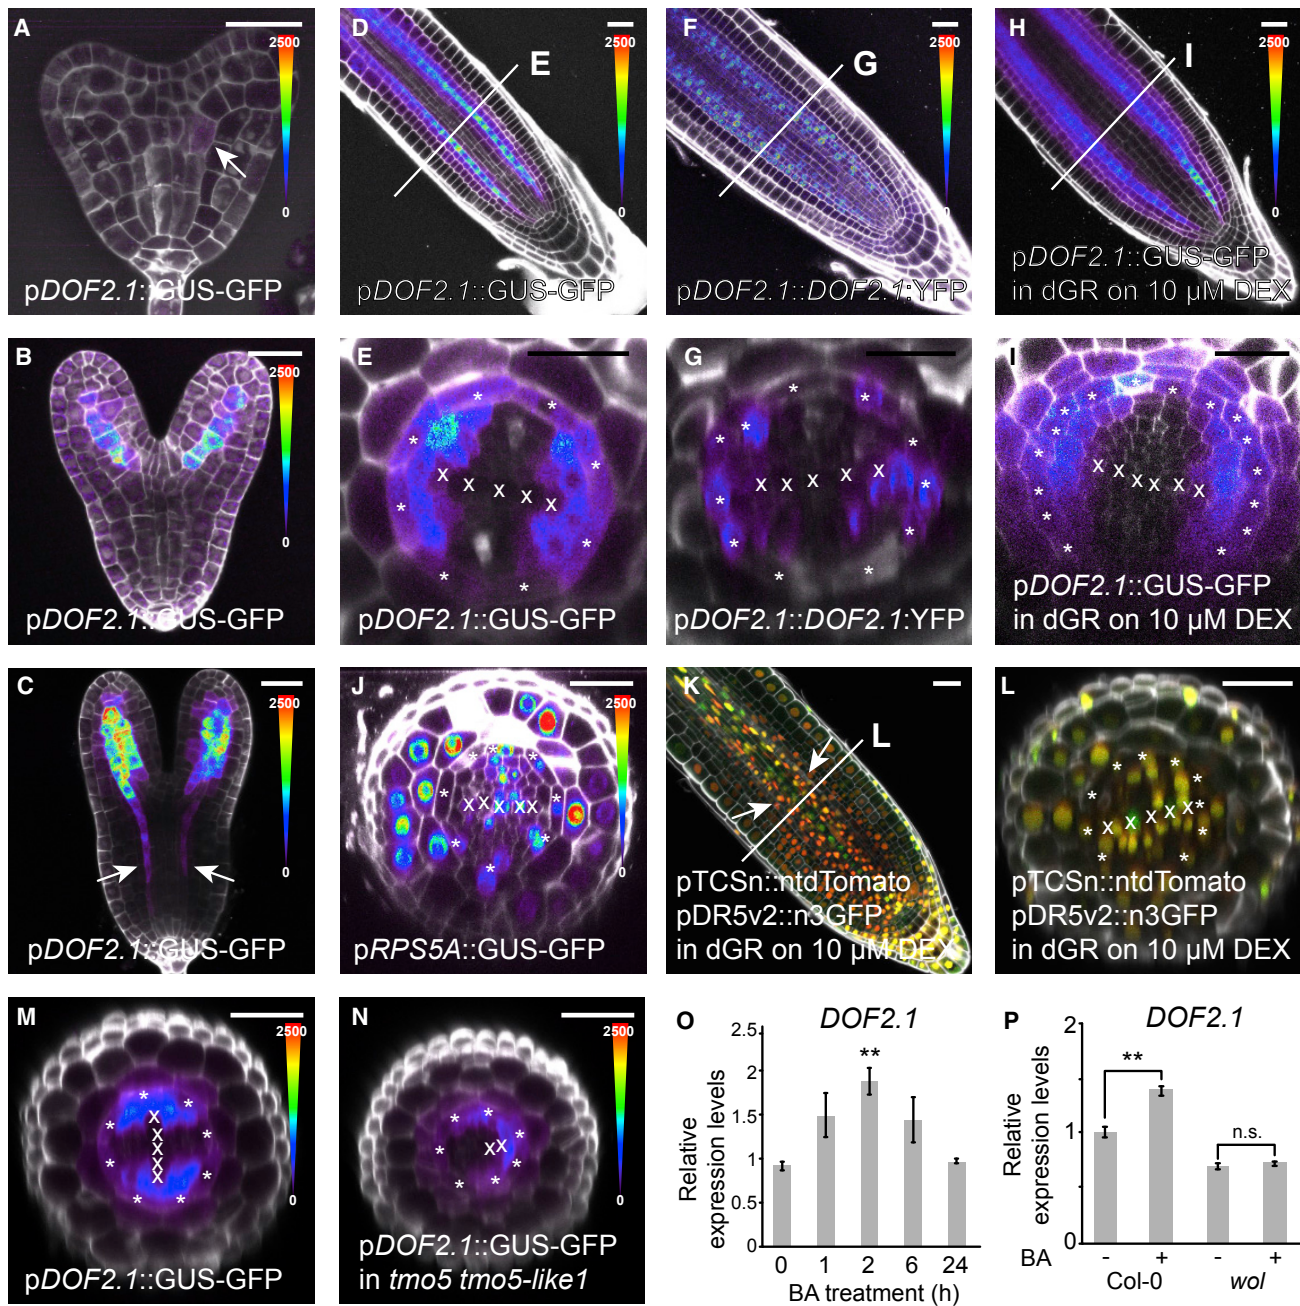 A
2500
0
pDOF2.1::GUS-GFP
D
E
2500
0
pDOF2.1::GUS-GFP
F
G
2500
0
pDOF2.1::DOF2.1:YFP
H
I
2500
0
pDOF2.1::GUS-GFP
in dGR on 10 µM DEX
B
2500
0
pDOF2.1::GUS-GFP
E
* * * * * * * *
x x x x x
pDOF2.1::GUS-GFP
G
* * * * * * * * * *
x x x x x
pDOF2.1::DOF2.1:YFP
I
* * * * * * * * * * * * * * * *
x x x x x x
pDOF2.1::GUS-GFP
in dGR on 10 µM DEX
C
2500
0
pDOF2.1::GUS-GFP
J
2500
0
* * * * * * * *
x x x x x
pRPS5A::GUS-GFP
K
L
pTCSn::ntdTomato
pDR5v2::n3GFP
in dGR on 10 µM DEX
L
* * * * * * * * * *
x x x x x
pTCSn::ntdTomato
pDR5v2::n3GFP
in dGR on 10 µM DEX
M
2500
0
* * * * * * * *
x
x
x
x
x
pDOF2.1::GUS-GFP
N
2500
0
* * * * * * * *
x x
pDOF2.1::GUS-GFP
in tmo5 tmo5-like1
O
DOF2.1
Relative
expression levels
2.5
2
1.5
1
0.5
0
**
0 1 2 6 24
BA treatment (h)
P
DOF2.1
Relative
expression levels
2
1
0
**
n.s.
BA - + - +
Col-0 wol